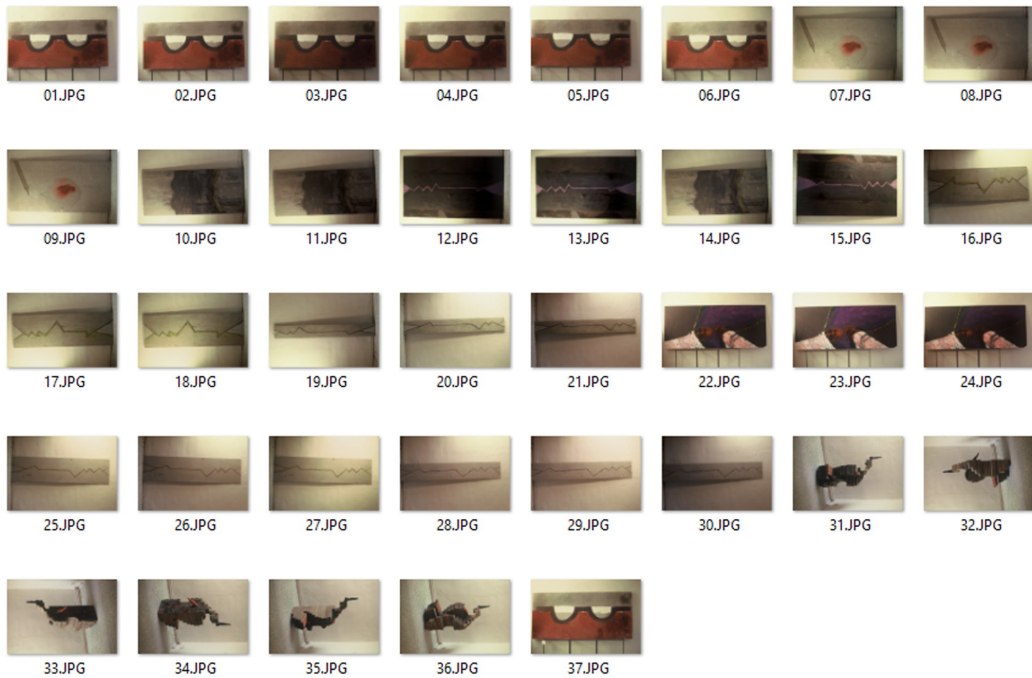 01.JPG 02.JPG 03.JPG 04.JPG 05.JPG 06.JPG 07.JPG 08.JPG
09.JPG 10.JPG 11.JPG 12.JPG 13.JPG 14.JPG 15.JPG 16.JPG
17.JPG 18.JPG 19.JPG 20.JPG 21.JPG 22.JPG 23.JPG 24.JPG
25.JPG 26.JPG 27.JPG 28.JPG 29.JPG 30.JPG 31.JPG 32.JPG
33.JPG 34.JPG 35.JPG 36.JPG 37.JPG